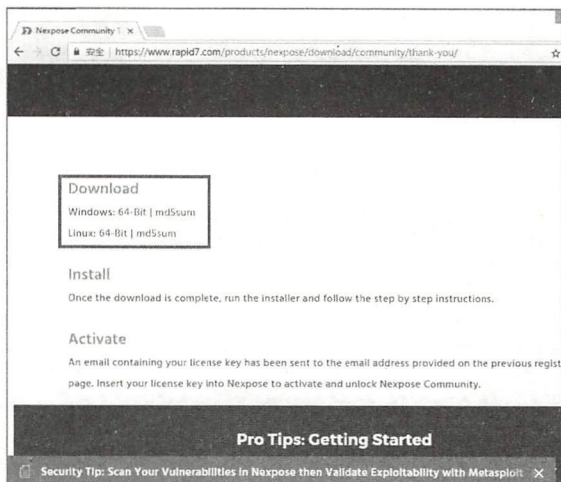 Nexpose Community T
安全 | https://www.rapid7.com/products/nexpose/download/community/thank-you/
Download
Windows: 64-Bit | md5sum
Linux: 64-Bit | md5sum
Install
Once the download is complete, run the installer and follow the step by step instructions.
Activate
An email containing your license key has been sent to the email address provided on the previous regist
page. Insert your license key into Nexpose to activate and unlock Nexpose Community.
Pro Tips: Getting Started
Security Tip: Scan Your Vulnerabilities in Nexpose then Validate Exploitability with Metasploit